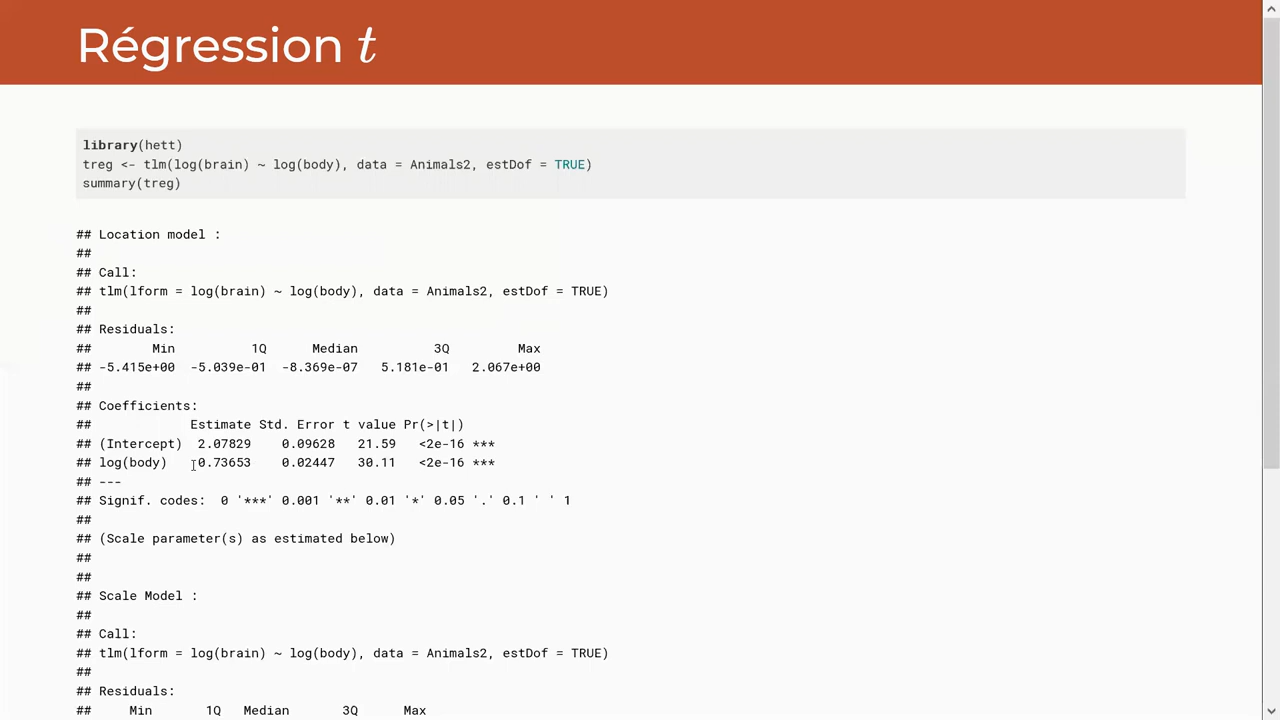 Régression t
library(hett)
treg <- tlm(log(brain) ~ log(body), data = Animals2, estDof = TRUE)
summary(treg)
## Location model :
##
## Call:
## tlm(lform = log(brain) ~ log(body), data = Animals2, estDof = TRUE)
##
## Residuals:
##        Min          1Q      Median          3Q         Max
## -5.415e+00  -5.039e-01  -8.369e-07   5.181e-01   2.067e+00
##
## Coefficients:
##             Estimate Std. Error t value Pr(>|t|)
## (Intercept)  2.07829    0.09628   21.59   <2e-16 ***
## log(body)    0.73653    0.02447   30.11   <2e-16 ***
## ---
## Signif. codes:  0 '***' 0.001 '**' 0.01 '*' 0.05 '.' 0.1 ' ' 1
##
## (Scale parameter(s) as estimated below)
##
##
## Scale Model :
##
## Call:
## tlm(lform = log(brain) ~ log(body), data = Animals2, estDof = TRUE)
##
## Residuals:
##     Min       1Q   Median       3Q      Max